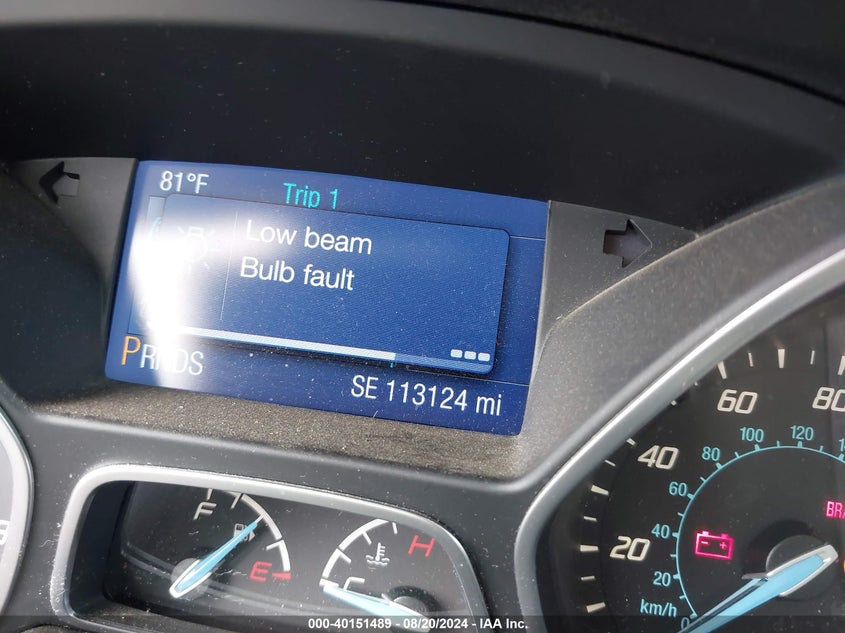 81°F
Trip 1
Low beam
Bulb fault
PRNDS
SE 113124 mi
F
E
H
C
20
40
60
80
20
40
60
80
100
120
0
km/h
BRA
000-40151489 - 08/20/2024 - IAA Inc.